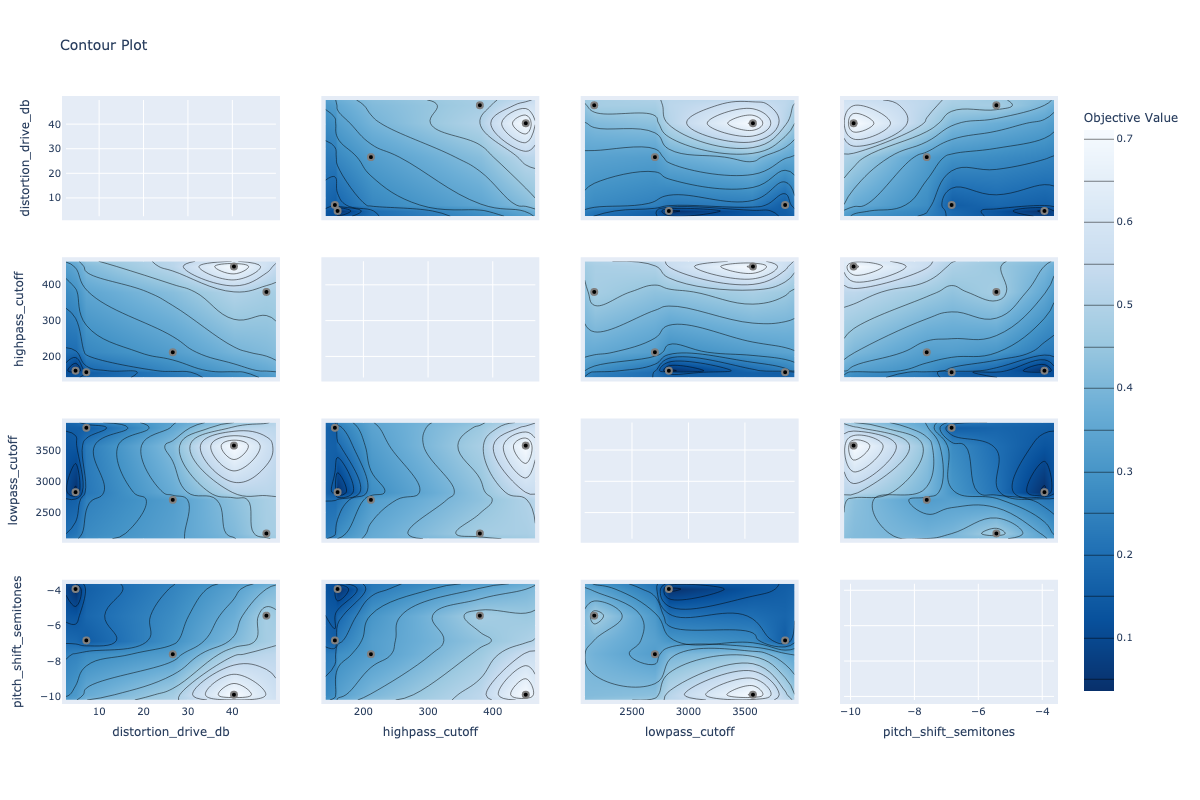 Contour Plot
Objective Value
distortion_drive_db
40
30
20
10
highpass_cutoff
400
300
200
lowpass_cutoff
3500
3000
2500
pitch_shift_semitones
−4
−6
−8
−10
10 20 30 40
200 300 400
2500 3000 3500
−10 −8 −6 −4
distortion_drive_db
highpass_cutoff
lowpass_cutoff
pitch_shift_semitones
0.7
0.6
0.5
0.4
0.3
0.2
0.1